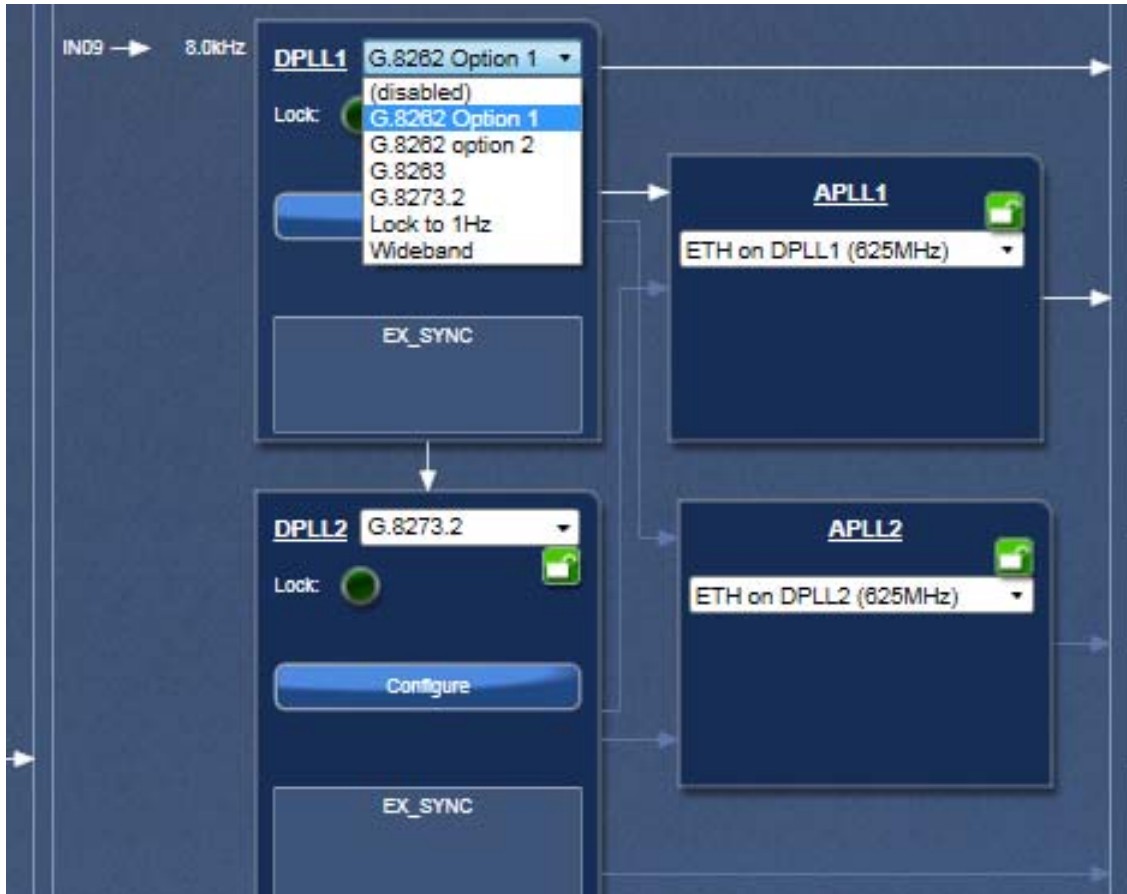 IN09 8.0kHz
DPLL1 G.8262 Option 1
(disabled)
Lock:
G.8262 Option 1
G.8262 option 2
G.8263
G.8273.2
Lock to 1Hz
Wideband
EX_SYNC
APLL1
ETH on DPLL1 (625MHz)
DPLL2 G.8273.2
Lock:
Configure
EX_SYNC
APLL2
ETH on DPLL2 (625MHz)